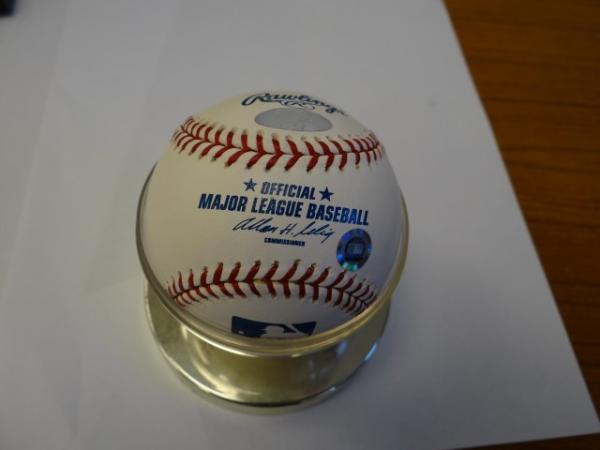 Rawlings
OFFICIAL
MAJOR LEAGUE BASEBALL
Allan H. Selig
COMMISSIONER